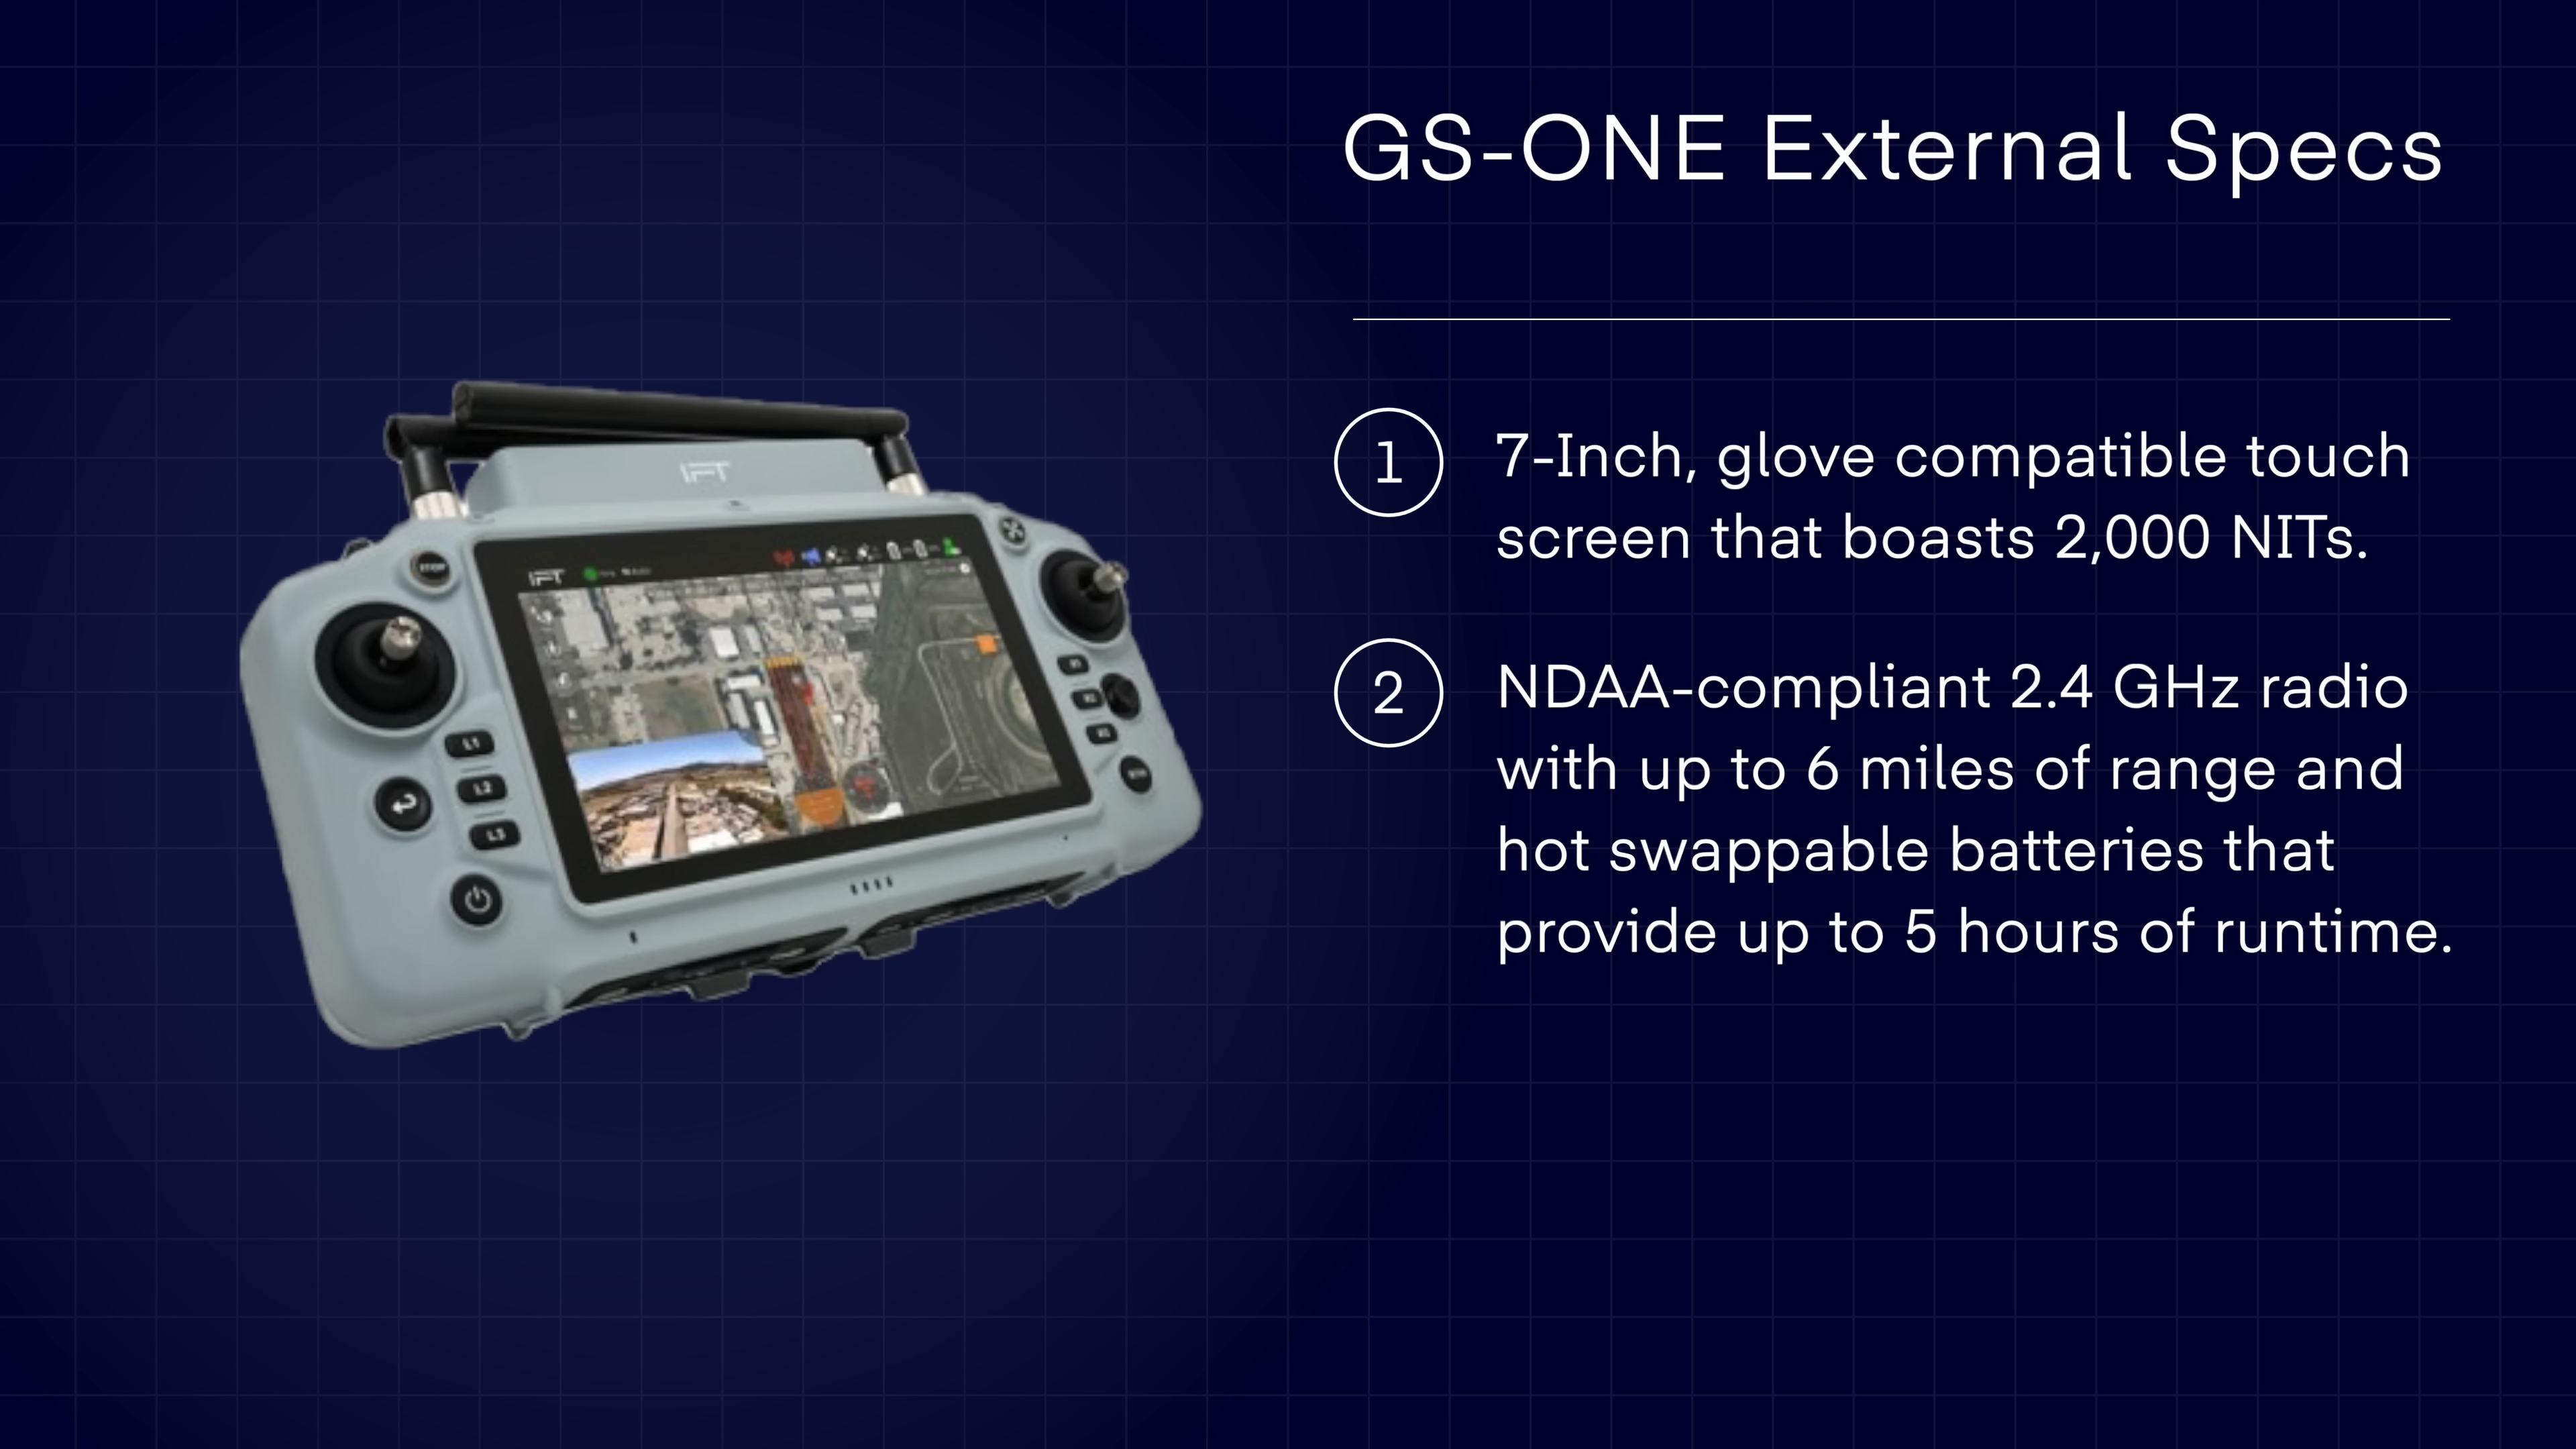 GS-ONE External Specs
1
7-Inch, glove compatible touch
screen that boasts 2,000 NITs.
2
NDAA-compliant 2.4 GHz radio
with up to 6 miles of range and
hot swappable batteries that
provide up to 5 hours of runtime.
IFT
STOP
IFT
L1
L2
L3